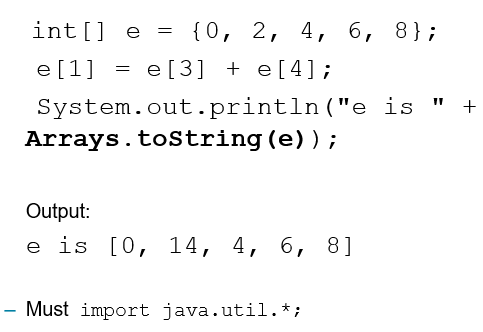 int[] e = {0, 2, 4, 6, 8};
e[1] = e[3] + e[4];
System.out.println("e is " +
Arrays.toString(e));
Output:
e is [0, 14, 4, 6, 8]
– Must import java.util.*;